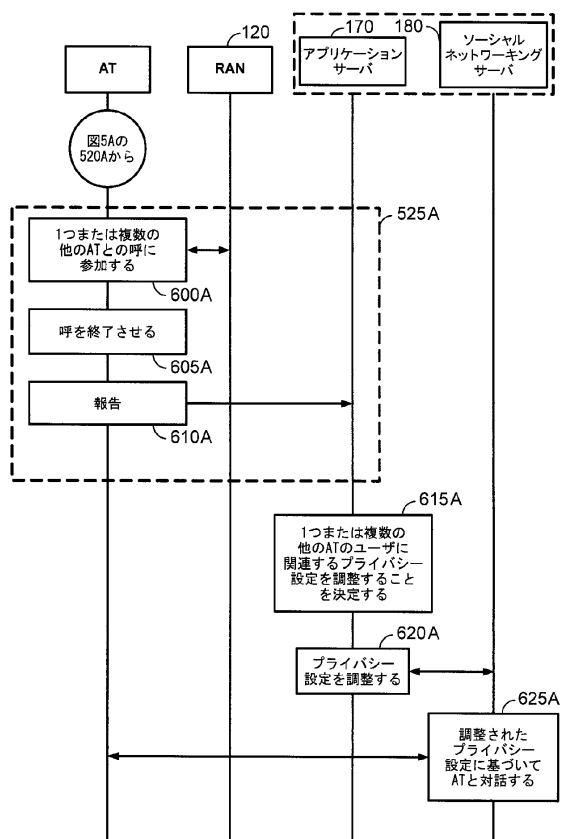 120
170
180
AT
RAN
アプリケーション
サーバ
ソーシャル
ネットワーキング
サーバ
図5Aの
520Aから
525A
1つまたは複数の
他のATとの呼に
参加する
600A
呼を終了させる
605A
報告
610A
615A
1つまたは複数の
他のATのユーザに
関連するプライバシー
設定を調整すること
を決定する
620A
プライバシー
設定を調整する
625A
調整された
プライバシー
設定に基づいて
ATと対話する